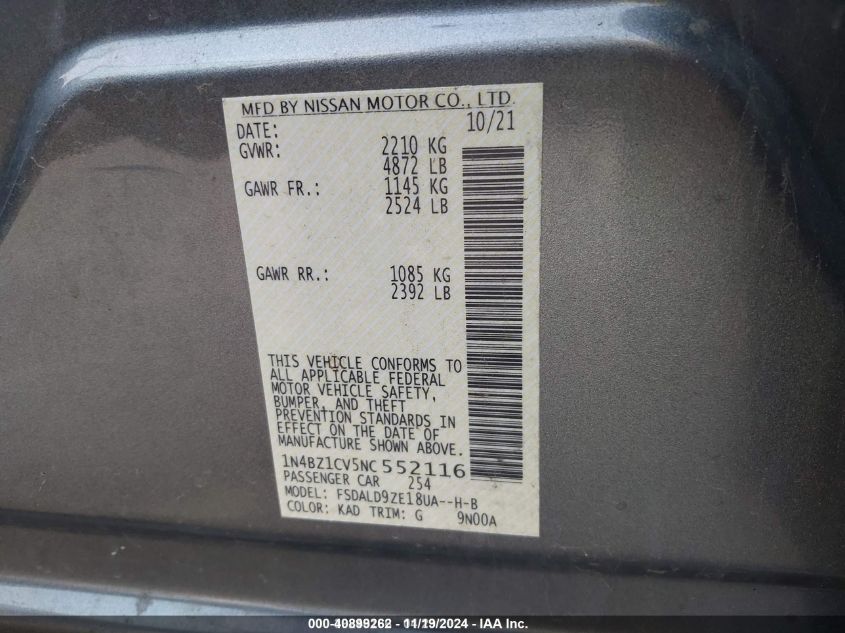 MFD BY NISSAN MOTOR CO., LTD.
DATE: 10/21
GVWR: 2210 KG
4872 LB
GAWR FR.: 1145 KG
2524 LB
GAWR RR.: 1085 KG
2392 LB
THIS VEHICLE CONFORMS TO
ALL APPLICABLE FEDERAL
MOTOR VEHICLE SAFETY,
BUMPER, AND THEFT
PREVENTION STANDARDS IN
EFFECT ON THE DATE OF
MANUFACTURE SHOWN ABOVE.
1N4BZ1CV5NC552116
PASSENGER CAR 254
MODEL: FSDALD9ZE18UA--H-B
COLOR: KAD TRIM: G 9N00A
000-40899262 - 11/19/2024 - IAA Inc.